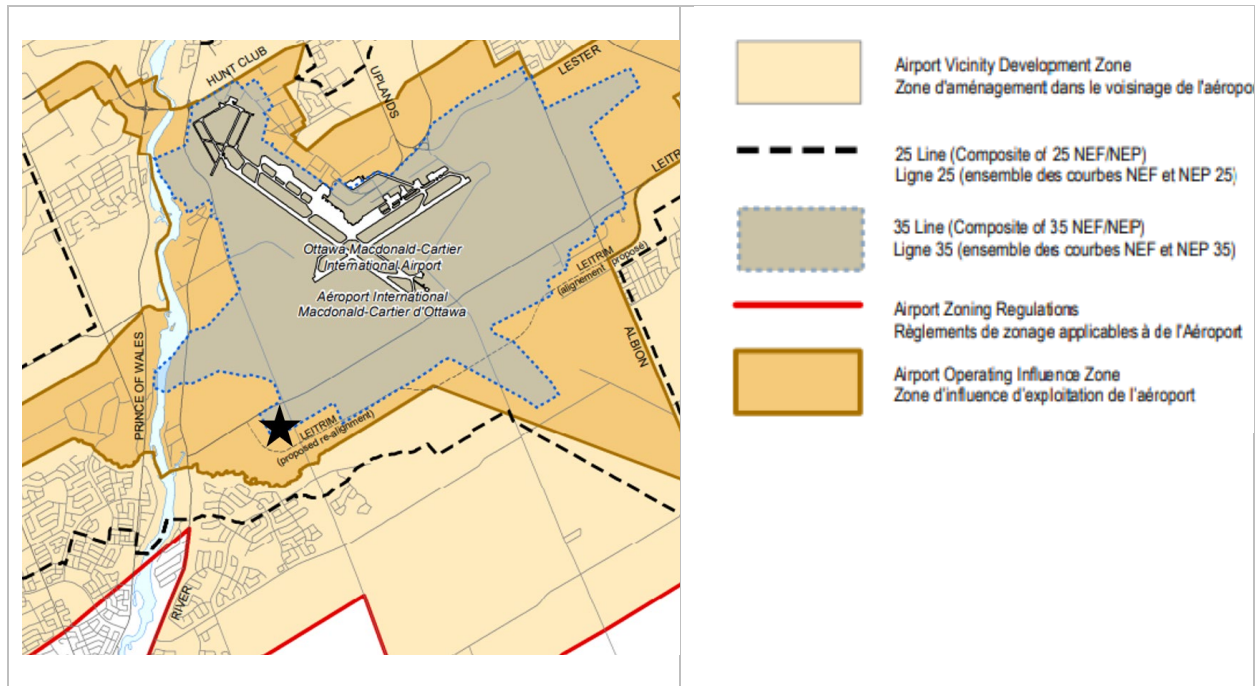 HUNT CLUB
UPLANDS
LESTER
Ottawa Macdonald-Cartier
International Airport
Aéroport International
Macdonald-Cartier d'Ottawa
LEITRIM
(alignement proposé)
ALBION
PRINCE OF WALES
LEITRIM
(proposed re-alignment)
RIVER
Airport Vicinity Development Zone
Zone d'aménagement dans le voisinage de l'aéropo
25 Line (Composite of 25 NEF/NEP)
Ligne 25 (ensemble des courbes NEF et NEP 25)
35 Line (Composite of 35 NEF/NEP)
Ligne 35 (ensemble des courbes NEF et NEP 35)
Airport Zoning Regulations
Règlements de zonage applicables à de l'Aéroport
Airport Operating Influence Zone
Zone d'influence d'exploitation de l'aéroport